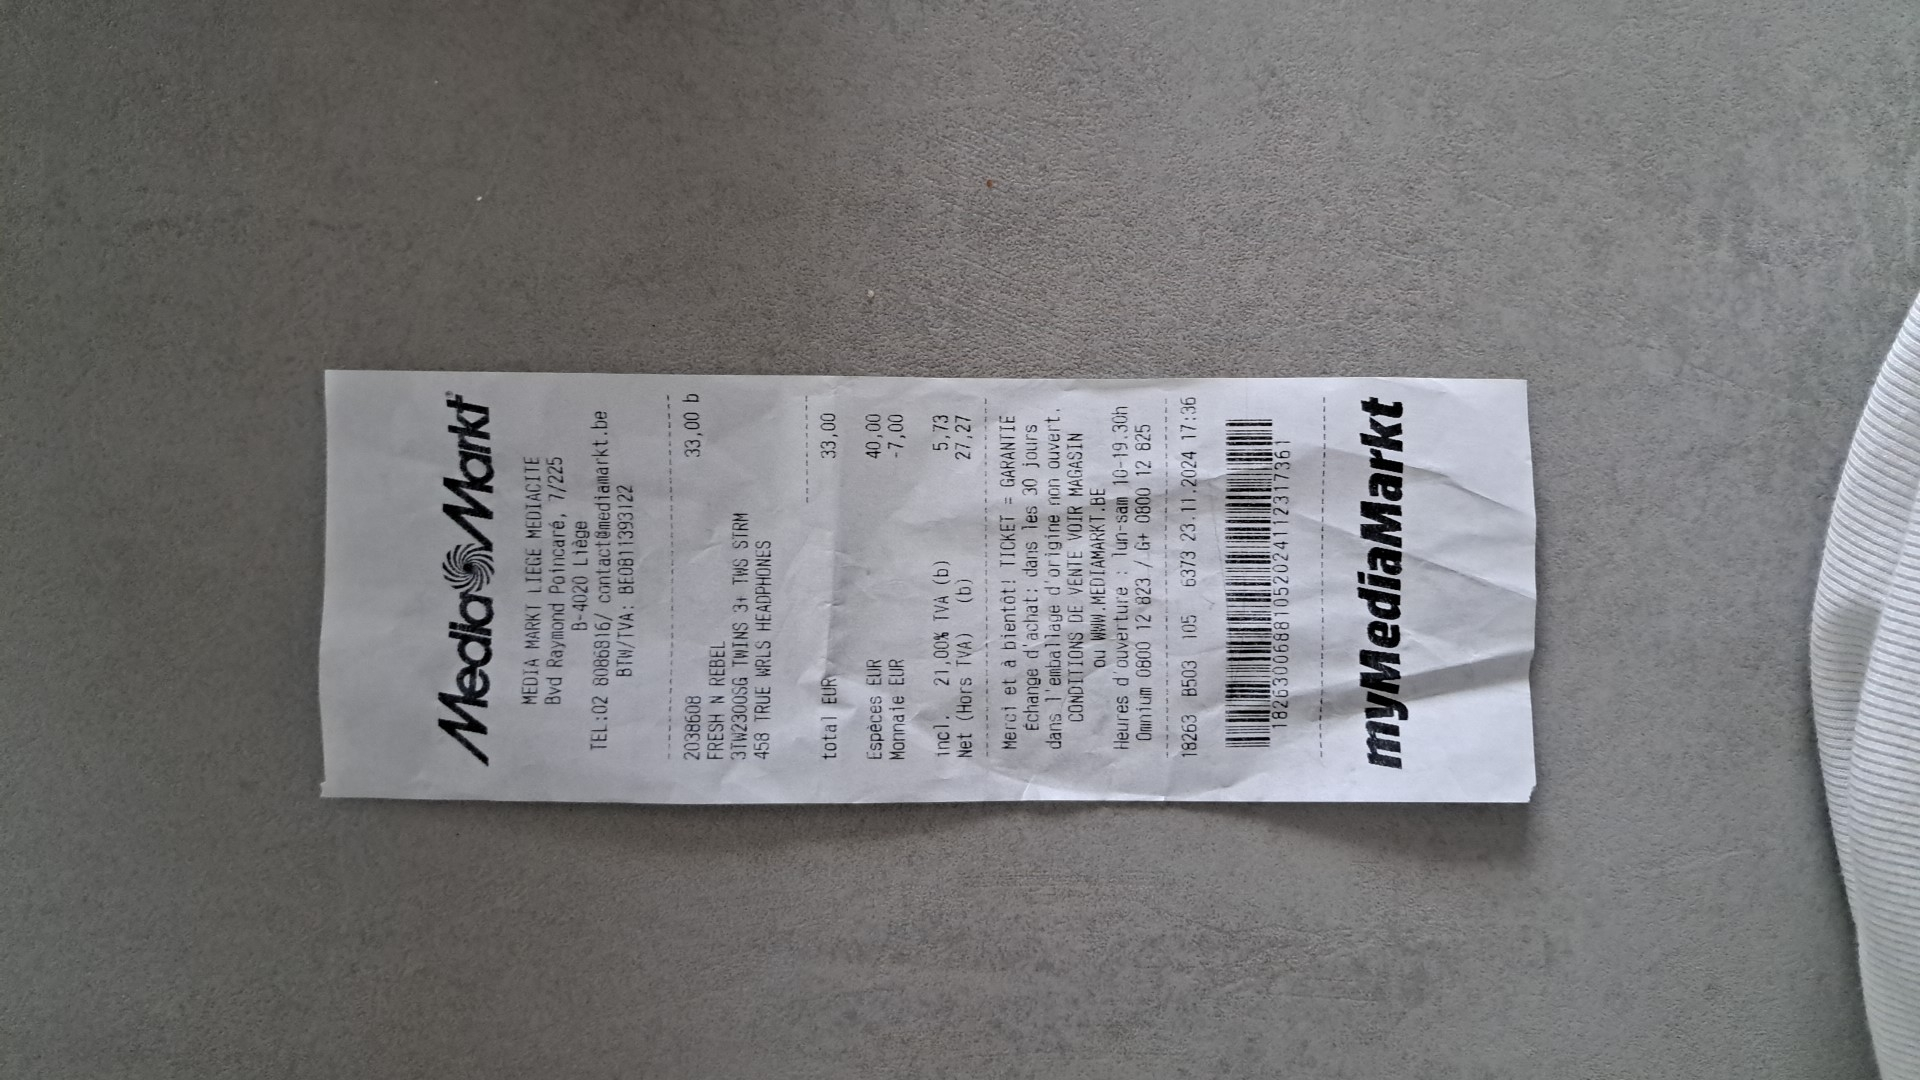 Media Markt
MEDIA MARKT LIEGE MEDIACITE
Bvd Raymond Poincaré, 7/225
B-4020 Liège
TEL:02 8086816/ contact@mediamarkt.be
BTW/TVA: BE0811393122
2038608 33,00 b
FRESH N REBEL
3TW2300SG TWINS 3+ TWS STRM
458 TRUE WRLS HEADPHONES
total EUR 33,00
Espèces EUR 40,00
Monnaie EUR -7,00
incl. 21,00% TVA (b) 5,73
Net (Hors TVA) (b) 27,27
Merci et à bientôt! TICKET = GARANTIE
Échange d'achat: dans les 30 jours
dans l'emballage d'origine non ouvert.
CONDITIONS DE VENTE VOIR MAGASIN
ou WWW.MEDIAMARKT.BE
Heures d'ouverture : lun-sam 10-19.30h
Omnium 0800 12 823 / G+ 0800 12 825
18263 B503 105 6373 23.11.2024 17:36
myMediaMarkt